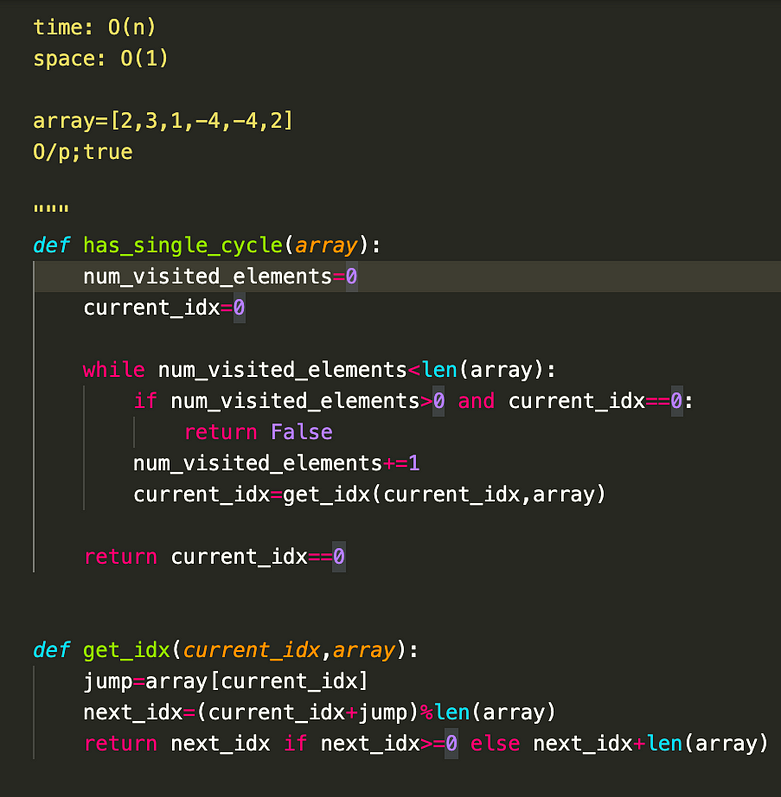 time: O(n)
space: O(1)
array=[2,3,1,-4,-4,2]
O/p;true
"""
def has_single_cycle(array):
    num_visited_elements=0
    current_idx=0
    while num_visited_elements<len(array):
        if num_visited_elements>0 and current_idx==0:
            return False
        num_visited_elements+=1
        current_idx=get_idx(current_idx,array)
    return current_idx==0
def get_idx(current_idx,array):
    jump=array[current_idx]
    next_idx=(current_idx+jump)%len(array)
    return next_idx if next_idx>=0 else next_idx+len(array)